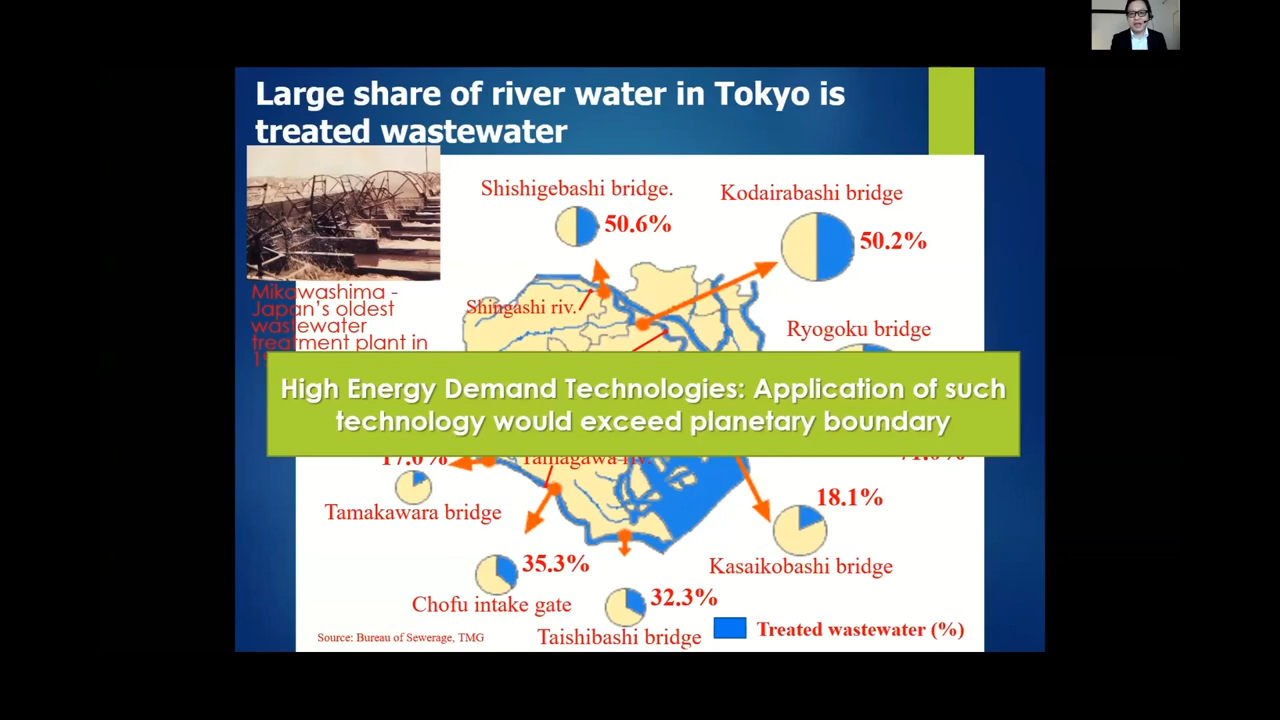 Large share of river water in Tokyo is
treated wastewater
Shishigebashi bridge.
50.6%
Kodairabashi bridge
50.2%
Mikawashima -
Japan's oldest
wastewater
treatment plant in
Shingashi riv.
Ryogoku bridge
High Energy Demand Technologies: Application of such
technology would exceed planetary boundary
Tamagawa riv.
Tamakawara bridge
18.1%
Kasaikobashi bridge
35.3%
Chofu intake gate
32.3%
Taishibashi bridge
Treated wastewater (%)
Source: Bureau of Sewerage, TMG